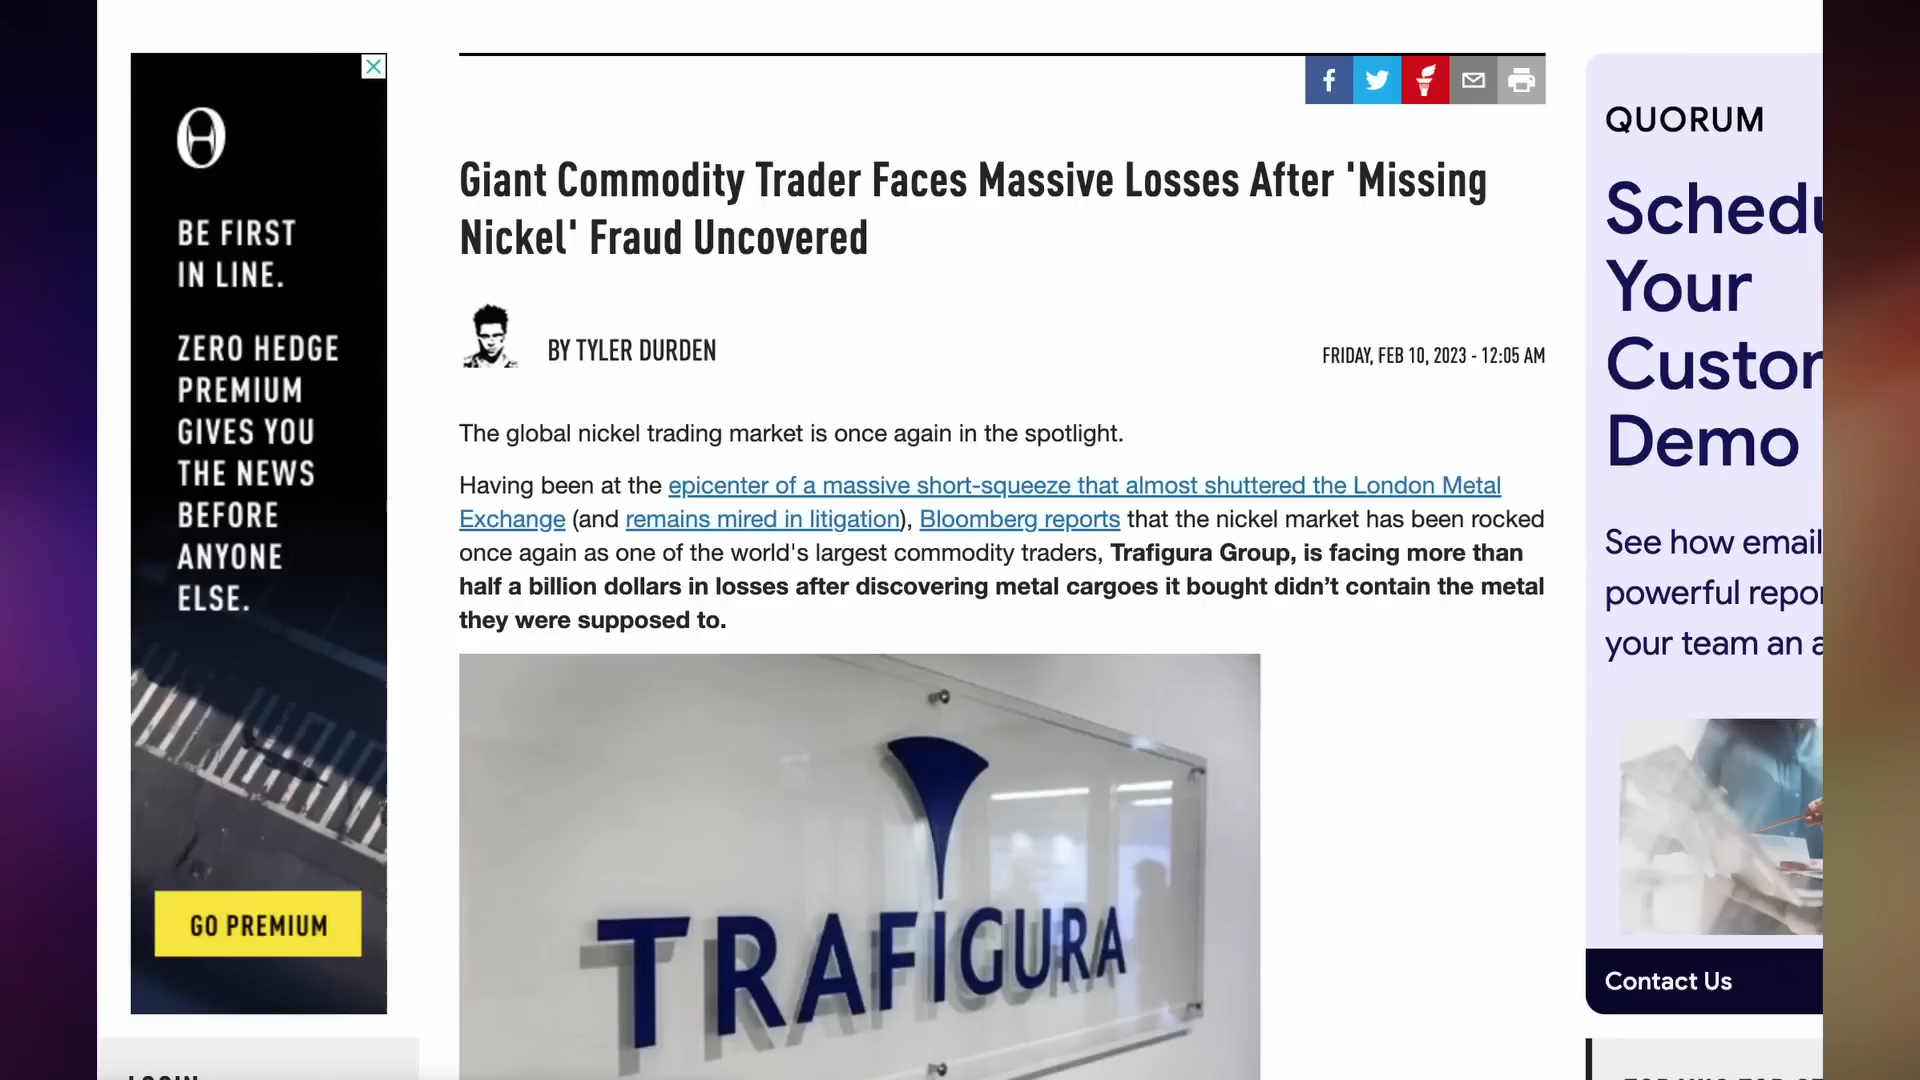 BE FIRST
IN LINE.
ZERO HEDGE
PREMIUM
GIVES YOU
THE NEWS
BEFORE
ANYONE
ELSE.
GO PREMIUM
Giant Commodity Trader Faces Massive Losses After 'Missing
Nickel' Fraud Uncovered
BY TYLER DURDEN
FRIDAY, FEB 10, 2023 - 12:05 AM
The global nickel trading market is once again in the spotlight.
Having been at the epicenter of a massive short-squeeze that almost shuttered the London Metal
Exchange (and remains mired in litigation), Bloomberg reports that the nickel market has been rocked
once again as one of the world's largest commodity traders, Trafigura Group, is facing more than
half a billion dollars in losses after discovering metal cargoes it bought didn’t contain the metal
they were supposed to.
TRAFIGURA
QUORUM
Schedu
Your
Custor
Demo
See how email
powerful repor
your team an a
Contact Us